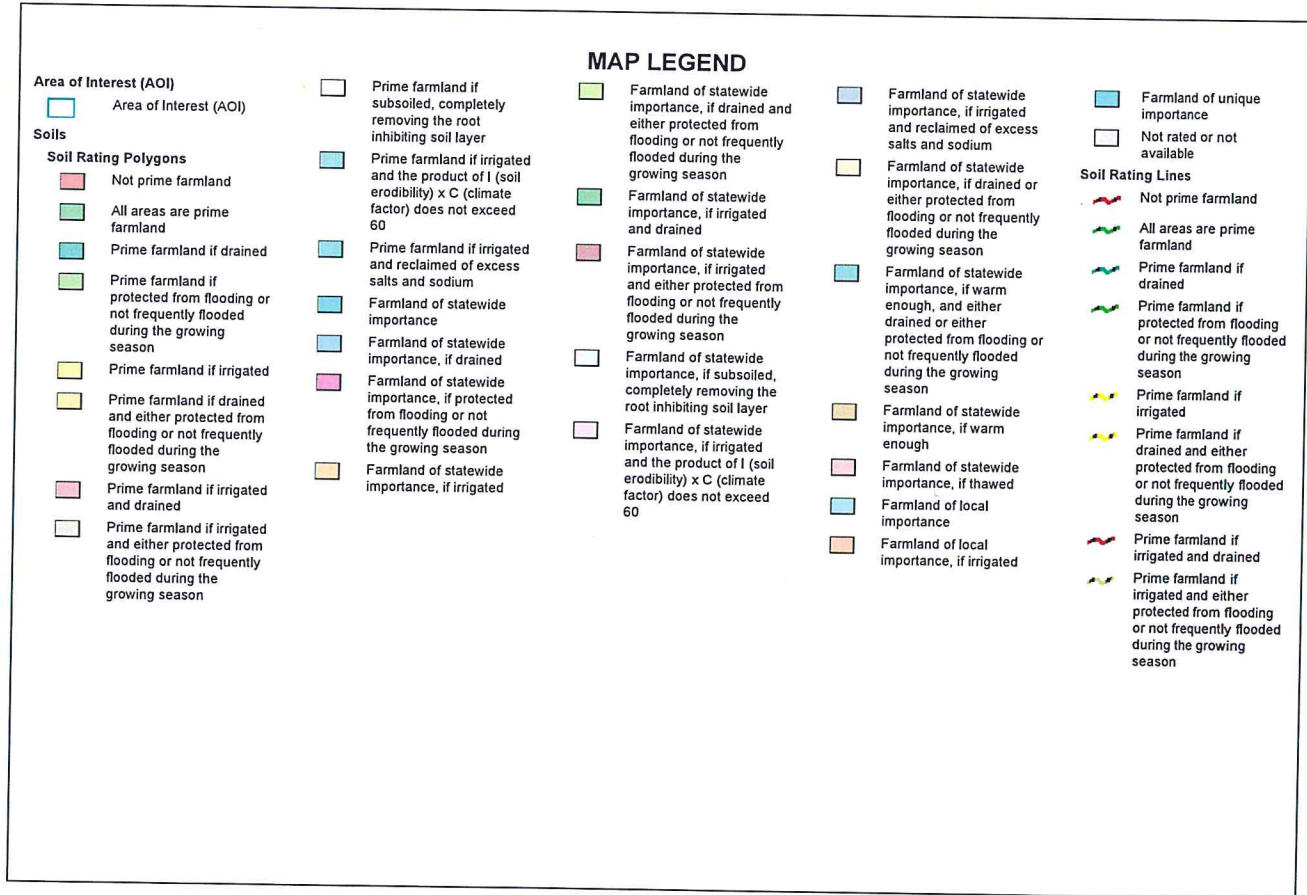 MAP LEGEND
Area of Interest (AOI)
Area of Interest (AOI)
Soils
Soil Rating Polygons
Not prime farmland
All areas are prime
farmland
Prime farmland if drained
Prime farmland if
protected from flooding or
not frequently flooded
during the growing
season
Prime farmland if irrigated
Prime farmland if drained
and either protected from
flooding or not frequently
flooded during the
growing season
Prime farmland if irrigated
and drained
Prime farmland if irrigated
and either protected from
flooding or not frequently
flooded during the
growing season
Prime farmland if
subsoiled, completely
removing the root
inhibiting soil layer
Prime farmland if irrigated
and the product of I (soil
erodibility) x C (climate
factor) does not exceed
60
Prime farmland if irrigated
and reclaimed of excess
salts and sodium
Farmland of statewide
importance
Farmland of statewide
importance, if drained
Farmland of statewide
importance, if protected
from flooding or not
frequently flooded during
the growing season
Farmland of statewide
importance, if irrigated
Farmland of statewide
importance, if drained and
either protected from
flooding or not frequently
flooded during the
growing season
Farmland of statewide
importance, if irrigated
and drained
Farmland of statewide
importance, if irrigated
and either protected from
flooding or not frequently
flooded during the
growing season
Farmland of statewide
importance, if subsoiled,
completely removing the
root inhibiting soil layer
Farmland of statewide
importance, if irrigated
and the product of I (soil
erodibility) x C (climate
factor) does not exceed
60
Farmland of statewide
importance, if irrigated
and reclaimed of excess
salts and sodium
Farmland of statewide
importance, if drained or
either protected from
flooding or not frequently
flooded during the
growing season
Farmland of statewide
importance, if warm
enough, and either
drained or either
protected from flooding or
not frequently flooded
during the growing
season
Farmland of statewide
importance, if warm
enough
Farmland of statewide
importance, if thawed
Farmland of local
importance
Farmland of local
importance, if irrigated
Farmland of unique
importance
Not rated or not
available
Soil Rating Lines
Not prime farmland
All areas are prime
farmland
Prime farmland if
drained
Prime farmland if
protected from flooding
or not frequently flooded
during the growing
season
Prime farmland if
irrigated
Prime farmland if
drained and either
protected from flooding
or not frequently flooded
during the growing
season
Prime farmland if
irrigated and drained
Prime farmland if
irrigated and either
protected from flooding
or not frequently flooded
during the growing
season